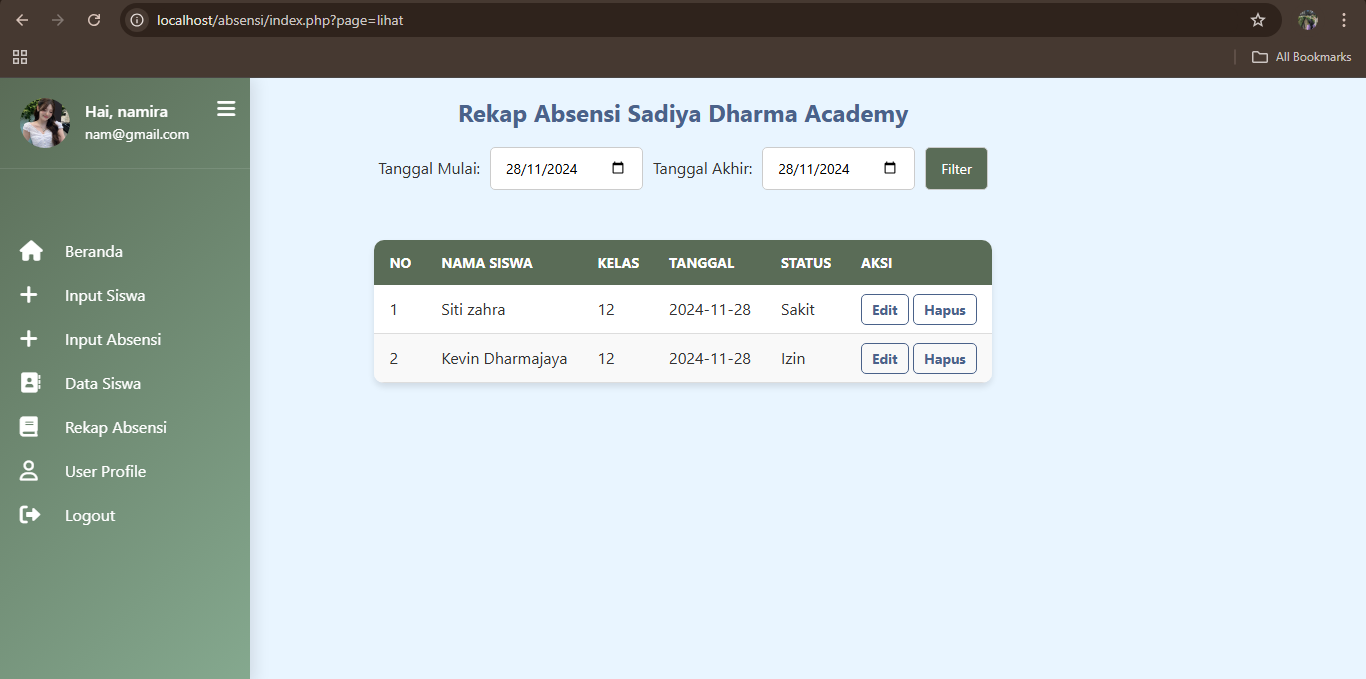 localhost/absensi/index.php?page=lihat
All Bookmarks
Hai, namira
nam@gmail.com
Beranda
Input Siswa
Input Absensi
Data Siswa
Rekap Absensi
User Profile
Logout
Rekap Absensi Sadiya Dharma Academy
Tanggal Mulai: 28/11/2024 Tanggal Akhir: 28/11/2024 Filter
NO NAMA SISWA KELAS TANGGAL STATUS AKSI
1 Siti zahra 12 2024-11-28 Sakit Edit Hapus
2 Kevin Dharmajaya 12 2024-11-28 Izin Edit Hapus